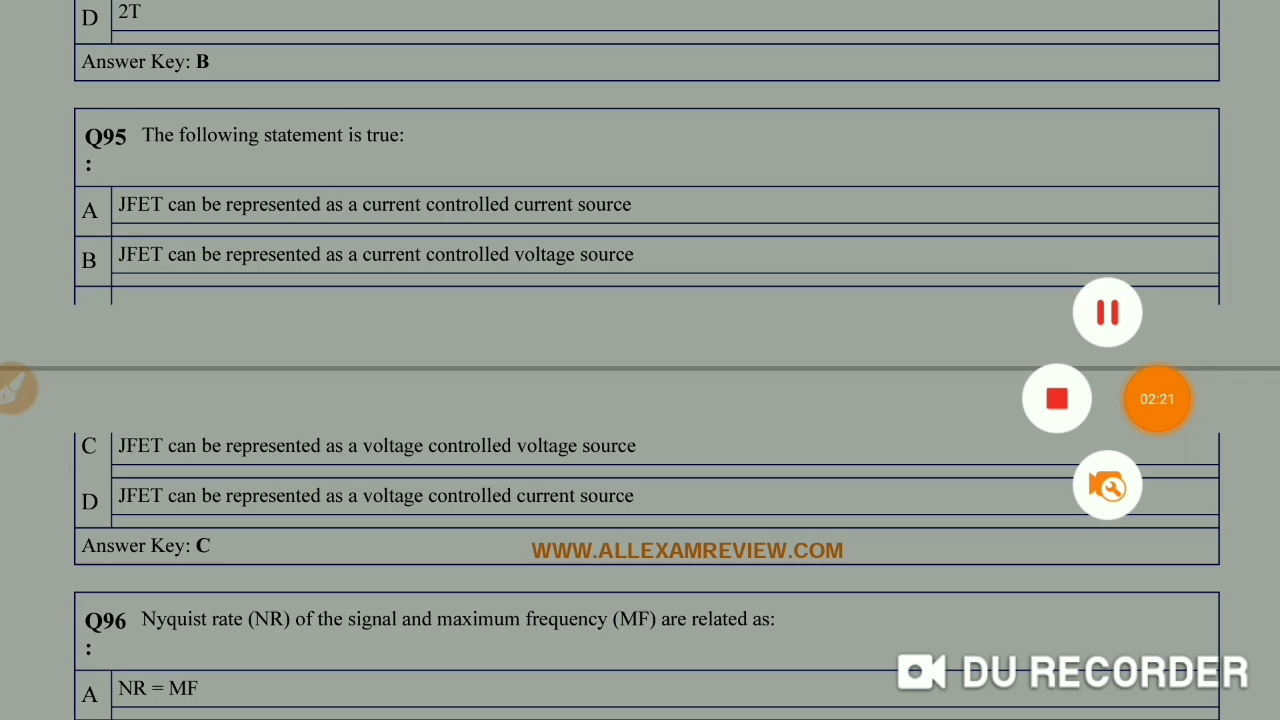 D 2T
Answer Key: B
Q95 The following statement is true:
:
A JFET can be represented as a current controlled current source
B JFET can be represented as a current controlled voltage source
02:21
C JFET can be represented as a voltage controlled voltage source
D JFET can be represented as a voltage controlled current source
Answer Key: C
WWW.ALLEXAMREVIEW.COM
Q96 Nyquist rate (NR) of the signal and maximum frequency (MF) are related as:
:
A NR = MF
DU RECORDER